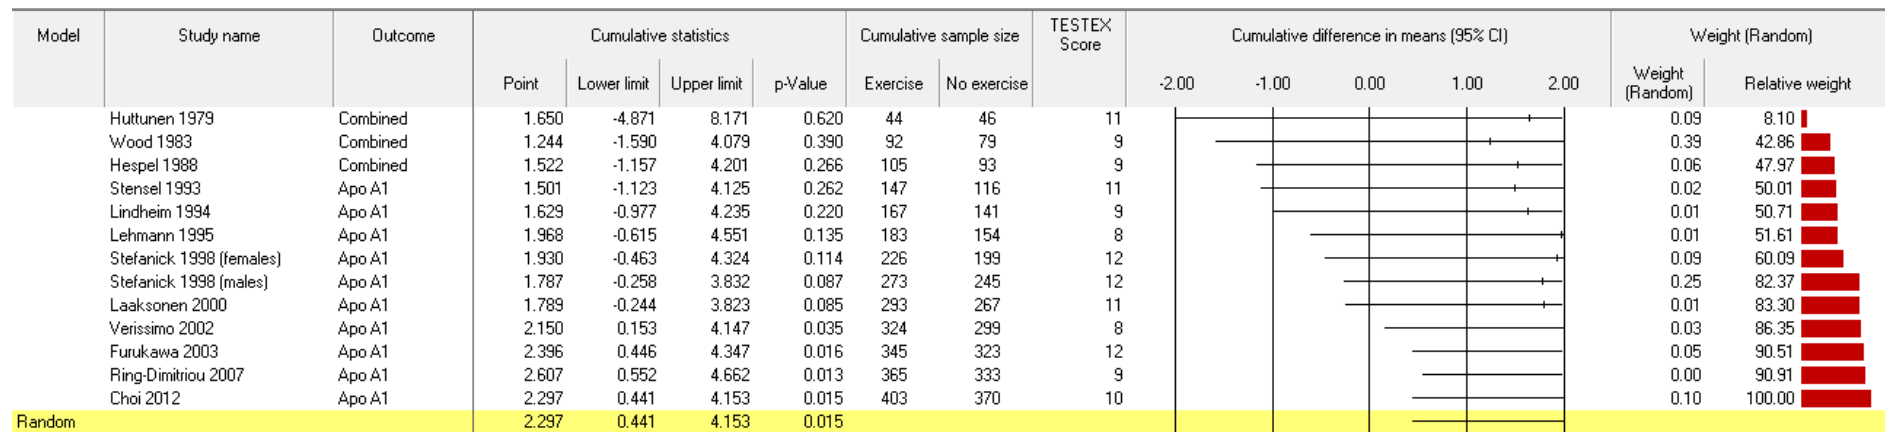 Model Study name Outcome Cumulative statistics Cumulative sample size TESTEX Score Cumulative difference in means (95% CI) Weight (Random)
Point Lower limit Upper limit p-Value Exercise No exercise -2.00 -1.00 0.00 1.00 2.00 Weight (Random) Relative weight
Huttunen 1979 Combined 1.650 -4.871 8.171 0.620 44 46 11 0.09 8.10
Wood 1983 Combined 1.244 -1.590 4.079 0.390 92 79 9 0.39 42.86
Hespel 1988 Combined 1.522 -1.157 4.201 0.266 105 93 9 0.06 47.97
Stensel 1993 Apo A1 1.501 -1.123 4.125 0.262 147 116 11 0.02 50.01
Lindheim 1994 Apo A1 1.629 -0.977 4.235 0.220 167 141 9 0.01 50.71
Lehmann 1995 Apo A1 1.968 -0.615 4.551 0.135 183 154 8 0.01 51.61
Stefanick 1998 (females) Apo A1 1.930 -0.463 4.324 0.114 226 199 12 0.09 60.09
Stefanick 1998 (males) Apo A1 1.787 -0.258 3.832 0.087 273 245 12 0.25 82.37
Laaksonen 2000 Apo A1 1.789 -0.244 3.823 0.085 293 267 11 0.01 83.30
Verissimo 2002 Apo A1 2.150 0.153 4.147 0.035 324 299 8 0.03 86.35
Furukawa 2003 Apo A1 2.396 0.446 4.347 0.016 345 323 12 0.05 90.51
Ring-Dimitriou 2007 Apo A1 2.607 0.552 4.662 0.013 365 333 9 0.00 90.91
Choi 2012 Apo A1 2.297 0.441 4.153 0.015 403 370 10 0.10 100.00
Random 2.297 0.441 4.153 0.015